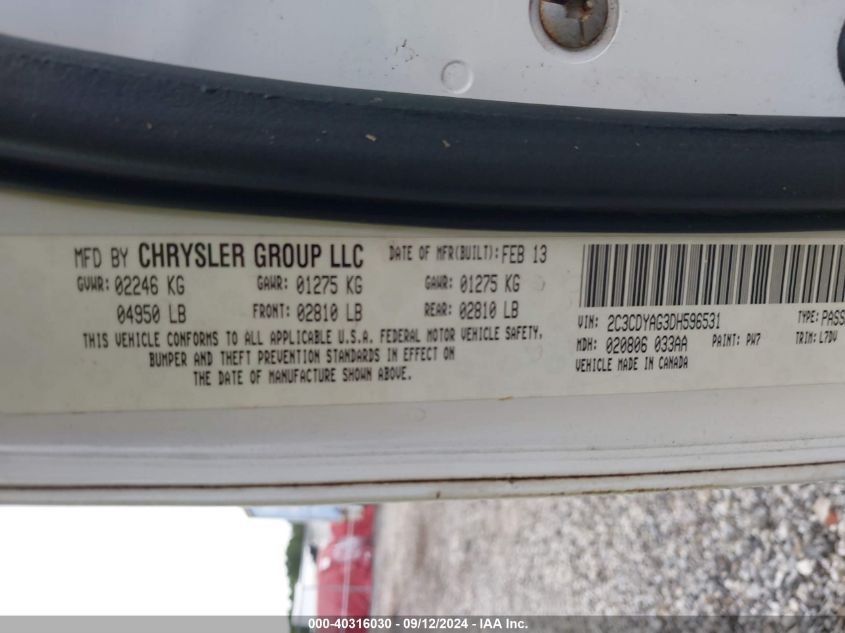 MFD BY CHRYSLER GROUP LLC DATE OF MFR(BUILT): FEB 13
GVWR: 02246 KG GAWR: 01275 KG GAWR: 01275 KG
04950 LB FRONT: 02810 LB REAR: 02810 LB
THIS VEHICLE CONFORMS TO ALL APPLICABLE U.S.A. FEDERAL MOTOR VEHICLE SAFETY,
BUMPER AND THEFT PREVENTION STANDARDS IN EFFECT ON
THE DATE OF MANUFACTURE SHOWN ABOVE.
VIN: 2C3CDYAG3DH596531 TYPE: PASS
MDH: 020806 033AA PAINT: PW7 TRIM: L7DV
VEHICLE MADE IN CANADA
000-40316030 - 09/12/2024 - IAA Inc.